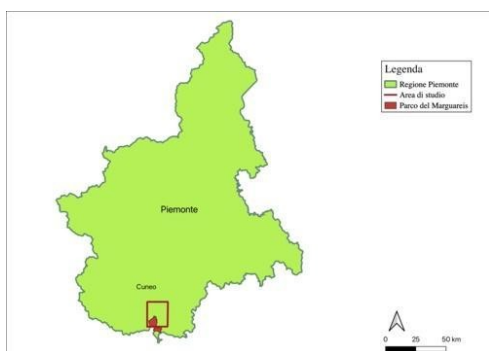 Legenda
Regione Piemonte
Area di studio
Parco del Marguareis
Piemonte
Cuneo
0 25 50 km